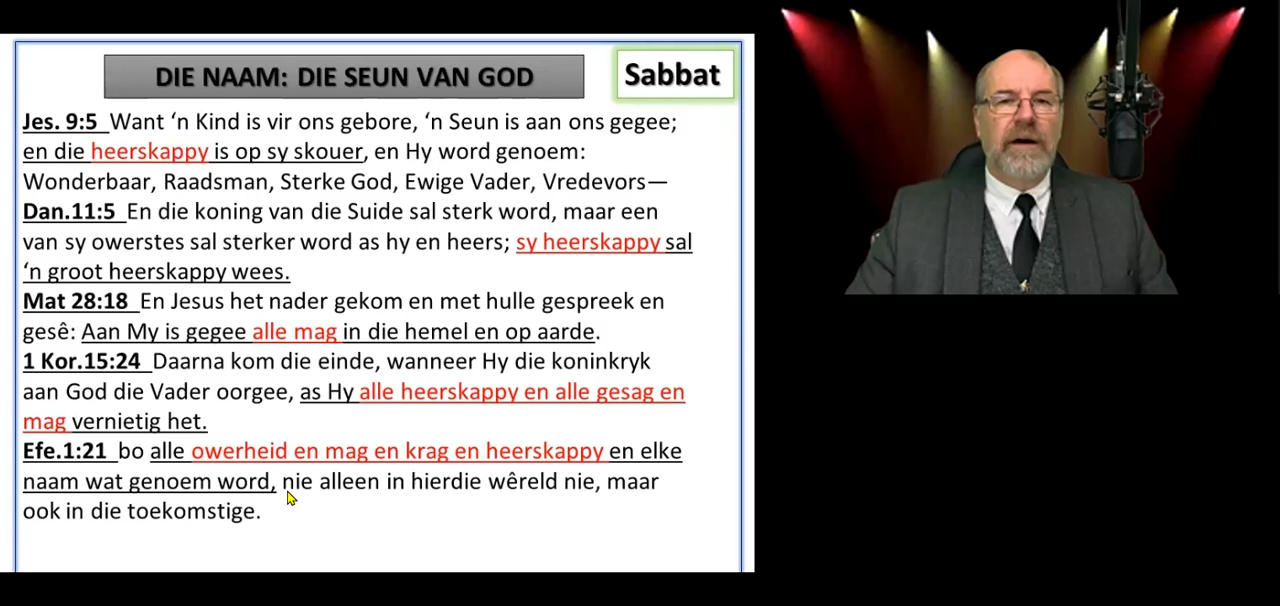 DIE NAAM: DIE SEUN VAN GOD
Sabbat
Jes. 9:5 Want ‘n Kind is vir ons gebore, ‘n Seun is aan ons gegee;
en die heerskappy is op sy skouer, en Hy word genoem:
Wonderbaar, Raadsman, Sterke God, Ewige Vader, Vredevors—
Dan.11:5 En die koning van die Suide sal sterk word, maar een
van sy owerstes sal sterker word as hy en heers; sy heerskappy sal
‘n groot heerskappy wees.
Mat 28:18 En Jesus het nader gekom en met hulle gespreek en
gesê: Aan My is gegee alle mag in die hemel en op aarde.
1 Kor.15:24 Daarna kom die einde, wanneer Hy die koninkryk
aan God die Vader oorgee, as Hy alle heerskappy en alle gesag en
mag vernietig het.
Efe.1:21 bo alle owerheid en mag en krag en heerskappy en elke
naam wat genoem word, nie alleen in hierdie wêreld nie, maar
ook in die toekomstige.